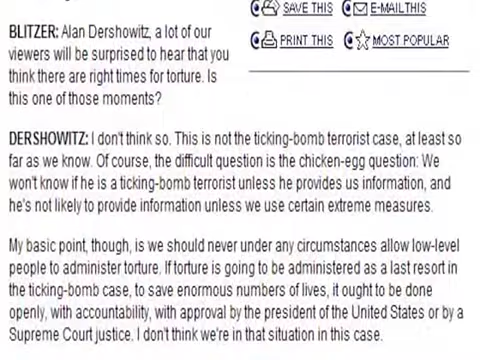 SAVE THIS E-MAIL THIS
PRINT THIS MOST POPULAR
BLITZER: Alan Dershowitz, a lot of our
viewers will be surprised to hear that you
think there are right times for torture. Is
this one of those moments?
DERSHOWITZ: I don't think so. This is not the ticking-bomb terrorist case, at least so
far as we know. Of course, the difficult question is the chicken-egg question: We
won't know if he is a ticking-bomb terrorist unless he provides us information, and
he's not likely to provide information unless we use certain extreme measures.
My basic point, though, is we should never under any circumstances allow low-level
people to administer torture. If torture is going to be administered as a last resort in
the ticking-bomb case, to save enormous numbers of lives, it ought to be done
openly, with accountability, with approval by the president of the United States or by a
Supreme Court justice. I don't think we're in that situation in this case.